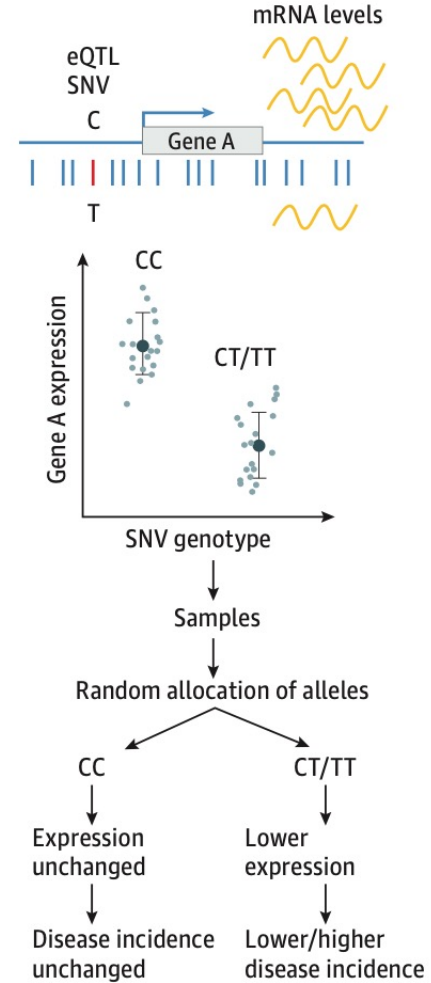 mRNA levels
eQTL
SNV
C
Gene A
T
CC
CT/TT
Gene A expression
SNV genotype
Samples
Random allocation of alleles
CC
CT/TT
Expression
unchanged
Lower
expression
Disease incidence
unchanged
Lower/higher
disease incidence